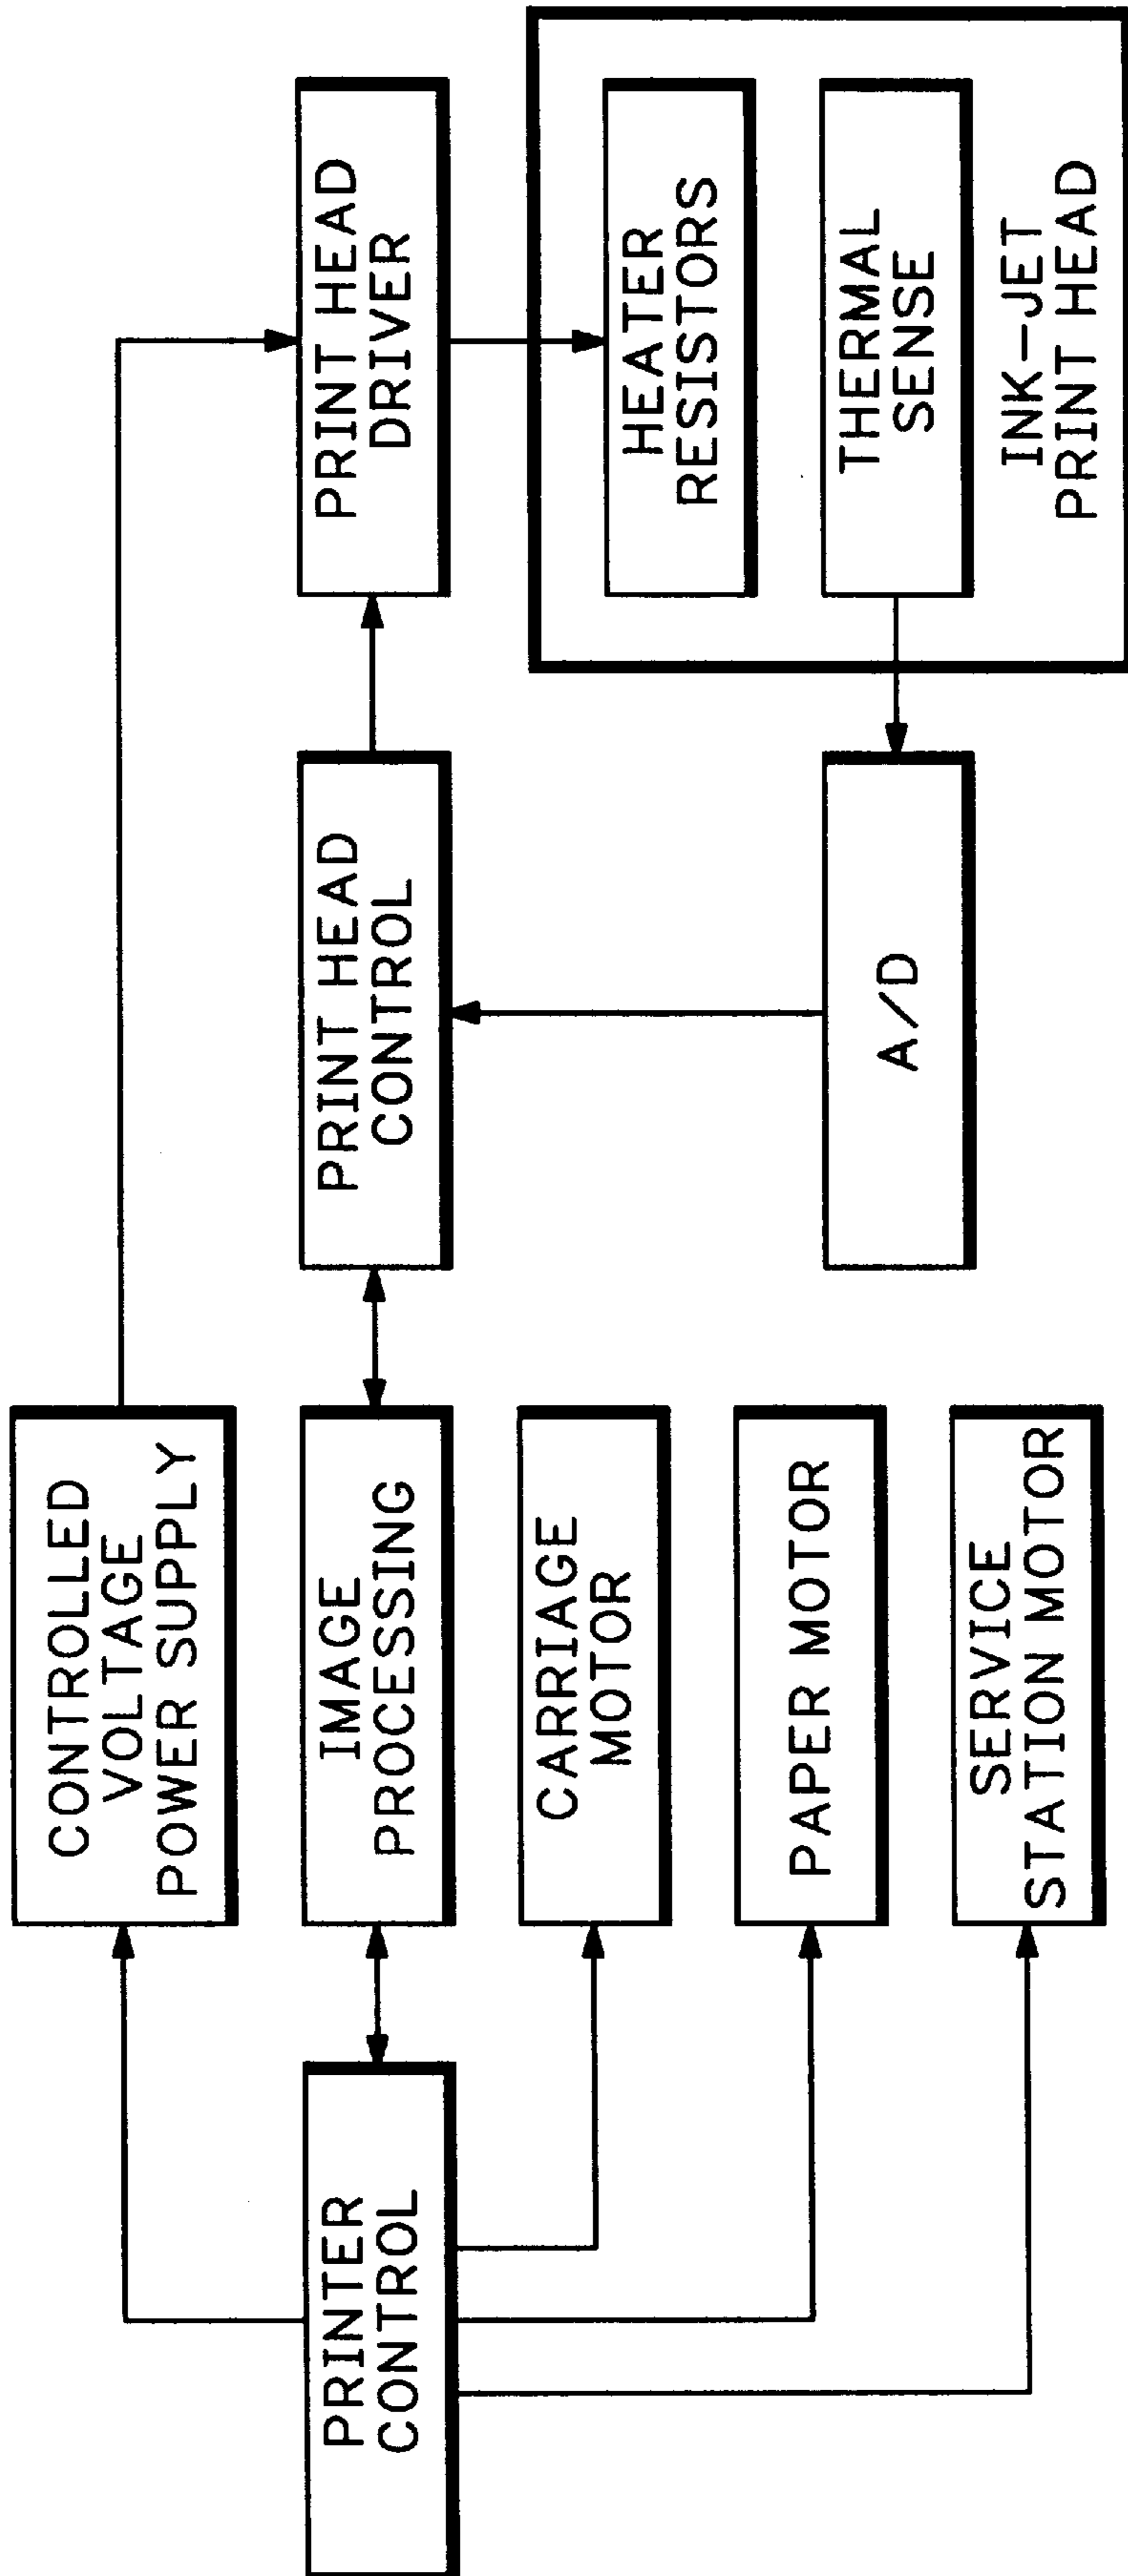 CONTROLLED
VOLTAGE
POWER SUPPLY
PRINTER
CONTROL
IMAGE
PROCESSING
PRINT HEAD
CONTROL
PRINT HEAD
DRIVER
CARRIAGE
MOTOR
HEATER
RESISTORS
PAPER MOTOR
A/D
THERMAL
SENSE
SERVICE
STATION MOTOR
INK-JET
PRINT HEAD